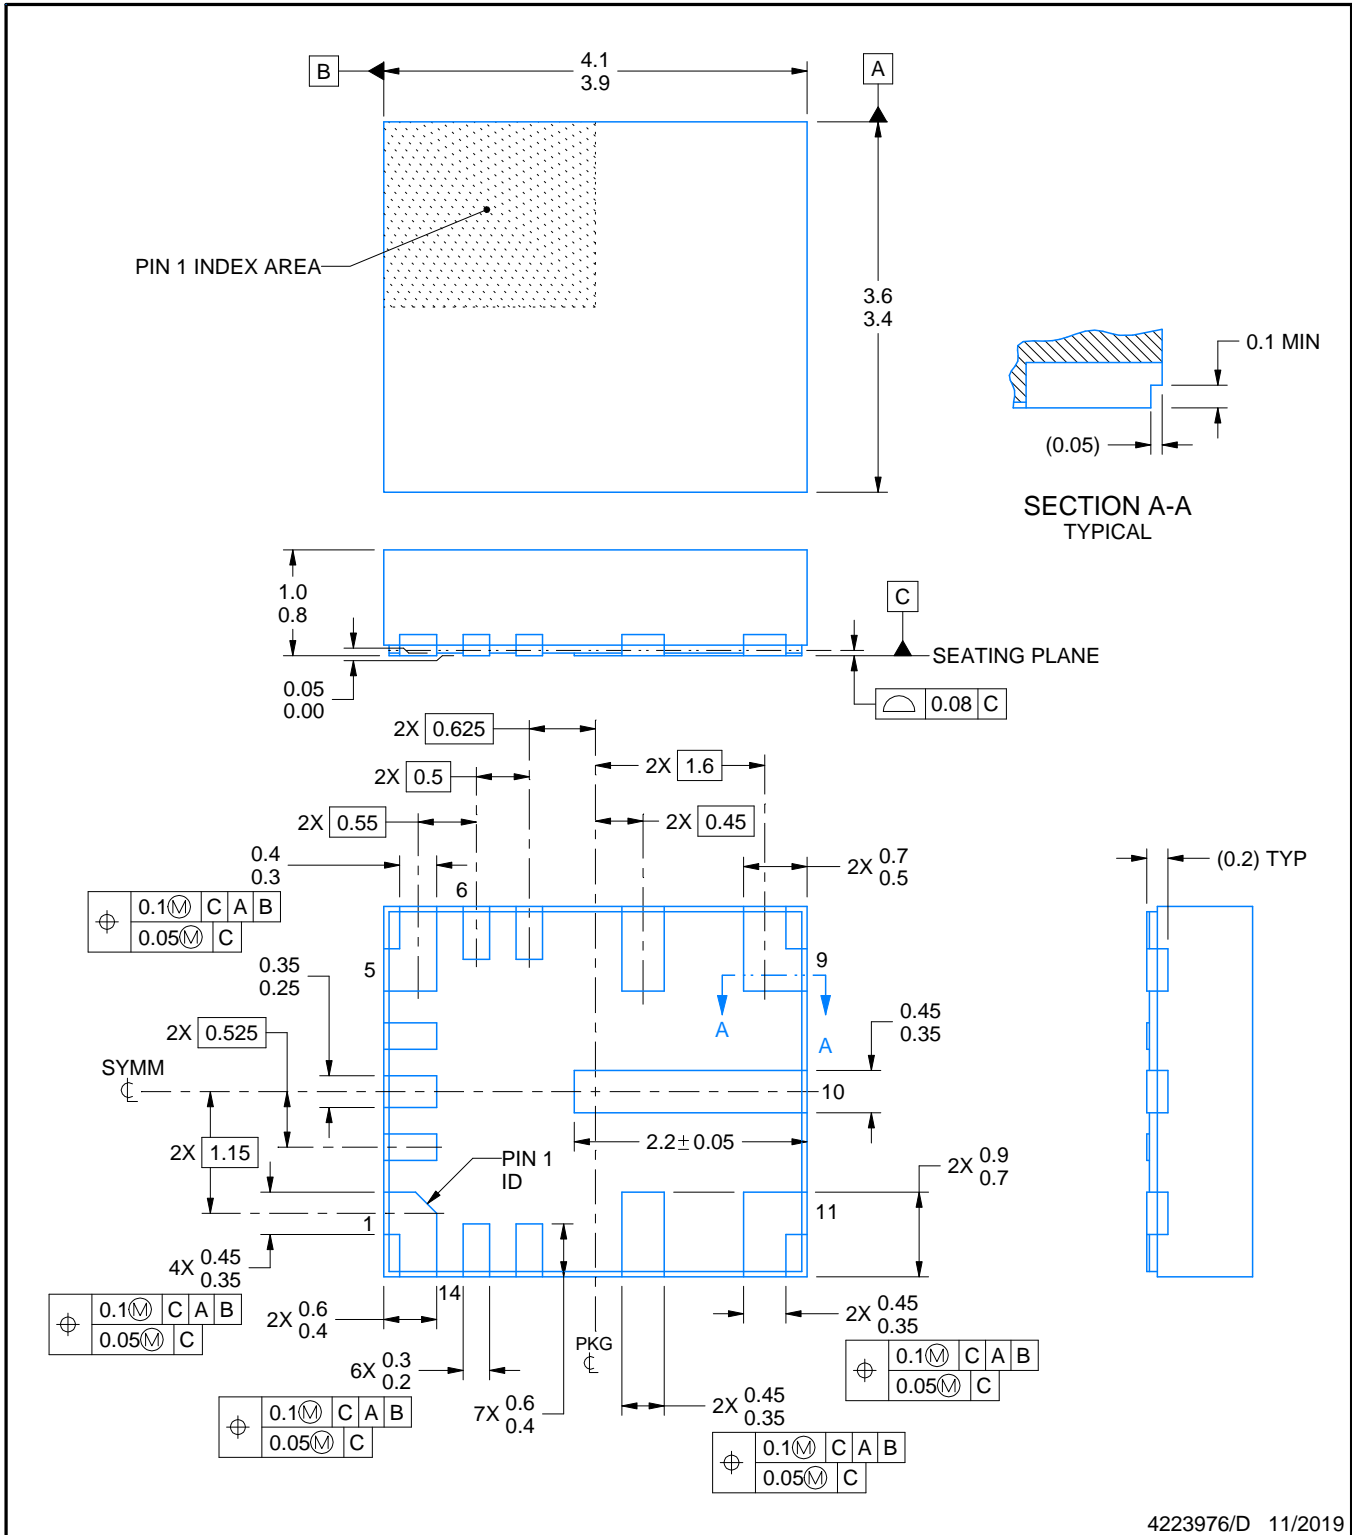 B
4.1
3.9
A
PIN 1 INDEX AREA
3.6
3.4
0.1 MIN
(0.05)
SECTION A-A
TYPICAL
1.0
0.8
C
SEATING PLANE
0.05
0.00
0.08 C
2X 0.625
2X 0.5
2X 1.6
2X 0.55
2X 0.45
0.4
0.3
2X 0.7
0.5
(0.2) TYP
0.1Ⓜ C A B
0.05Ⓜ C
6
5
9
0.35
0.25
A
A
0.45
0.35
2X 0.525
SYMM
℄
10
2X 1.15
2.2±0.05
PIN 1
ID
2X 0.9
0.7
1
11
4X 0.45
0.35
14
0.1Ⓜ C A B
0.05Ⓜ C
2X 0.6
0.4
2X 0.45
0.35
PKG
℄
0.1Ⓜ C A B
0.05Ⓜ C
6X 0.3
0.2
7X 0.6
0.4
2X 0.45
0.35
0.1Ⓜ C A B
0.05Ⓜ C
0.1Ⓜ C A B
0.05Ⓜ C
4223976/D 11/2019